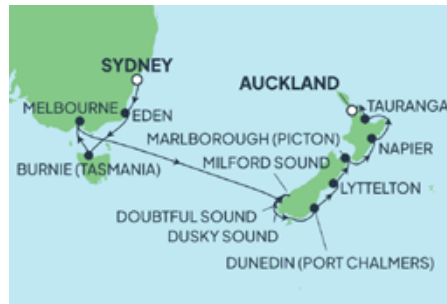 SYDNEY
AUCKLAND
MELBOURNE
EDEN
TAURANGA
MARLBOROUGH (PICTON)
NAPIER
BURNIE (TASMANIA)
MILFORD SOUND
LYTTELTON
DOUBTFUL SOUND
DUSKY SOUND
DUNEDIN (PORT CHALMERS)